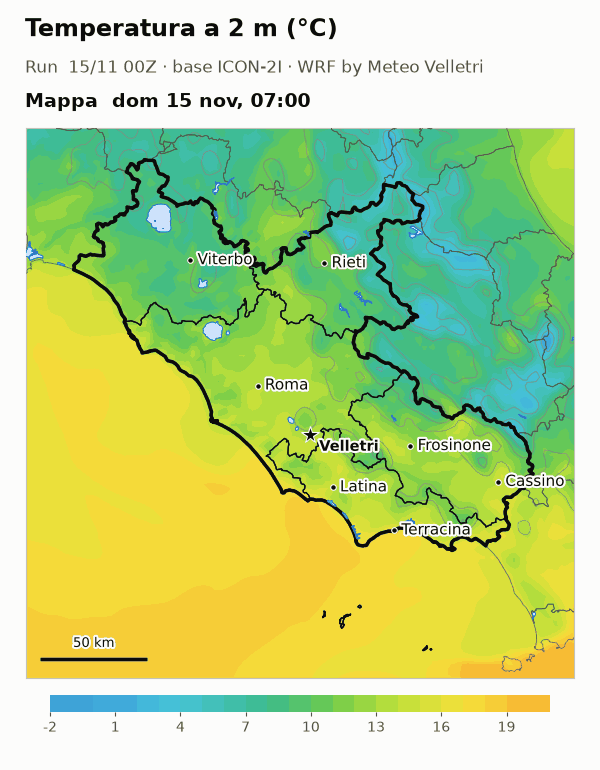 Temperatura a 2 m (°C)
Run 15/11 00Z · base ICON-2I · WRF by Meteo Velletri
Mappa dom 15 nov, 07:00
Viterbo
Rieti
Roma
Velletri
Frosinone
Latina
Cassino
Terracina
50 km
-2 1 4 7 10 13 16 19